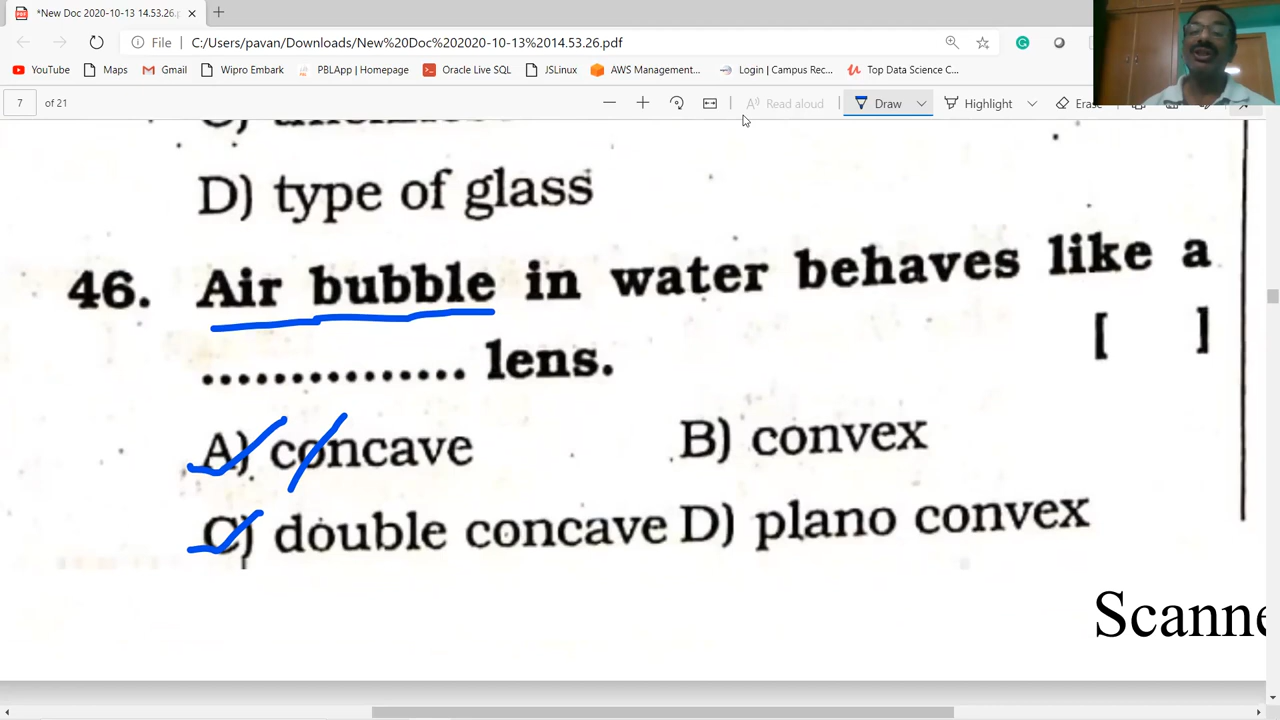 *New Doc 2020-10-13 14.53.26.p
File C:/Users/pavan/Downloads/New%20Doc%202020-10-13%2014.53.26.pdf
YouTube Maps Gmail Wipro Embark PBLApp | Homepage Oracle Live SQL JSLinux AWS Management... Login | Campus Rec... Top Data Science C...
7 of 21 Read aloud Draw Highlight Erase
D) type of glass
46. Air bubble in water behaves like a
............... lens. [ ]
A) concave B) convex
C) double concave D) plano convex
Scanne